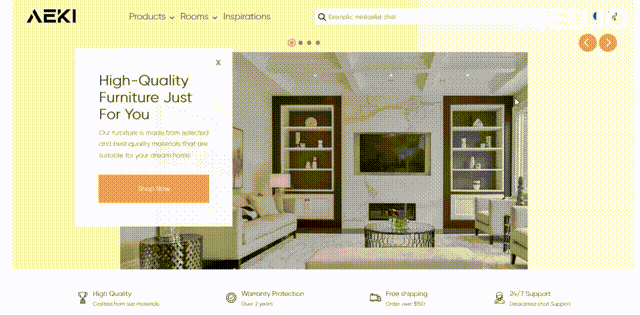 AEKI
Products Rooms Inspirations
Example: minimalist chair
X
High-Quality
Furniture Just
For You
Our furniture is made from selected
and best quality materials that are
suitable for your dream home.
Shop Now
High Quality
Crafted from top materials
Warranty Protection
Over 2 years
Free shipping
Order over $150
24/7 Support
Dedicated chat Support